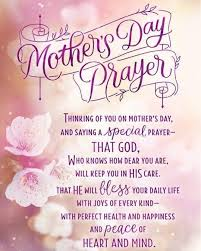 Mother's Day
Prayer
THINKING OF YOU ON MOTHER'S DAY,
AND SAYING A special PRAYER—
THAT GOD,
WHO KNOWS HOW DEAR YOU ARE,
WILL KEEP YOU IN HIS CARE.
THAT HE WILL bless YOUR DAILY LIFE
WITH JOYS OF EVERY KIND—
WITH PERFECT HEALTH AND HAPPINESS
AND peace OF
HEART AND MIND.